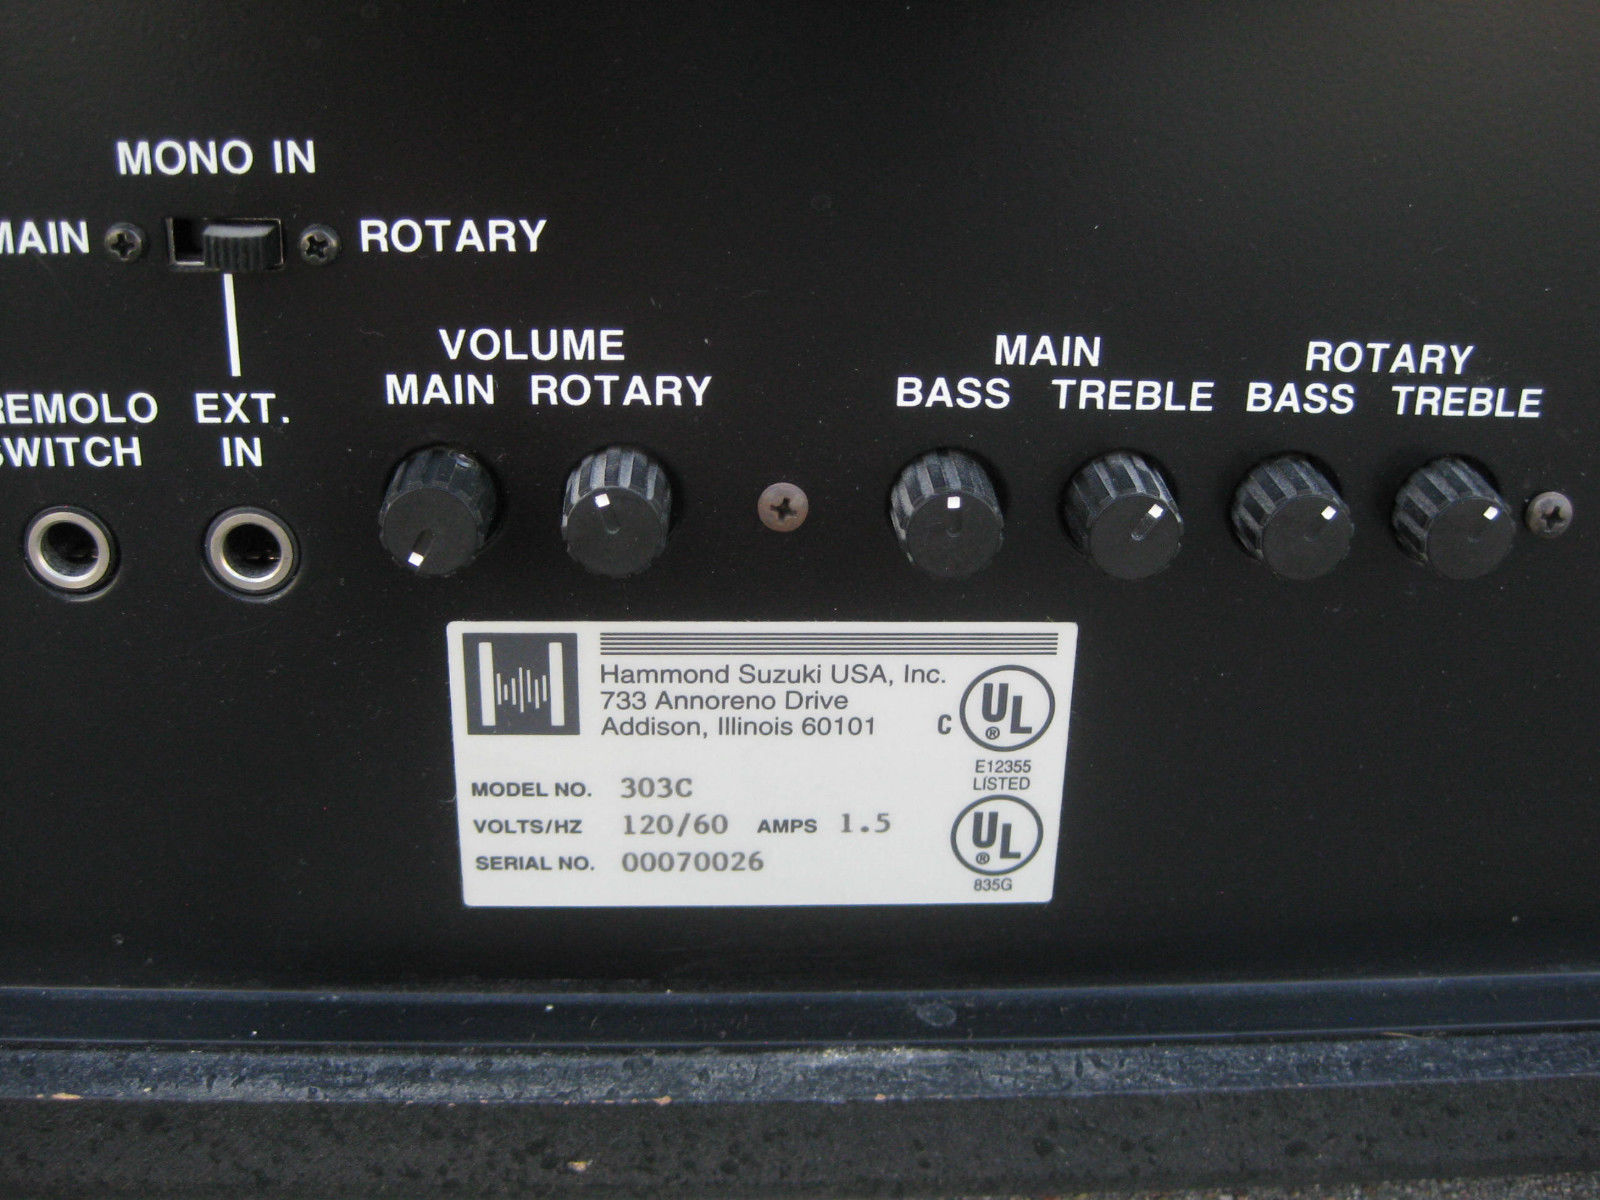 MONO IN
MAIN ROTARY
VOLUME
MAIN ROTARY
EXT.
IN
MAIN
BASS TREBLE
ROTARY
BASS TREBLE
REMOLO
SWITCH
Hammond Suzuki USA, Inc.
733 Annoreno Drive
Addison, Illinois 60101
C UL ®
E12355
LISTED
MODEL NO. 303C
VOLTS/HZ 120/60 AMPS 1.5
SERIAL NO. 00070026
UL ®
835G